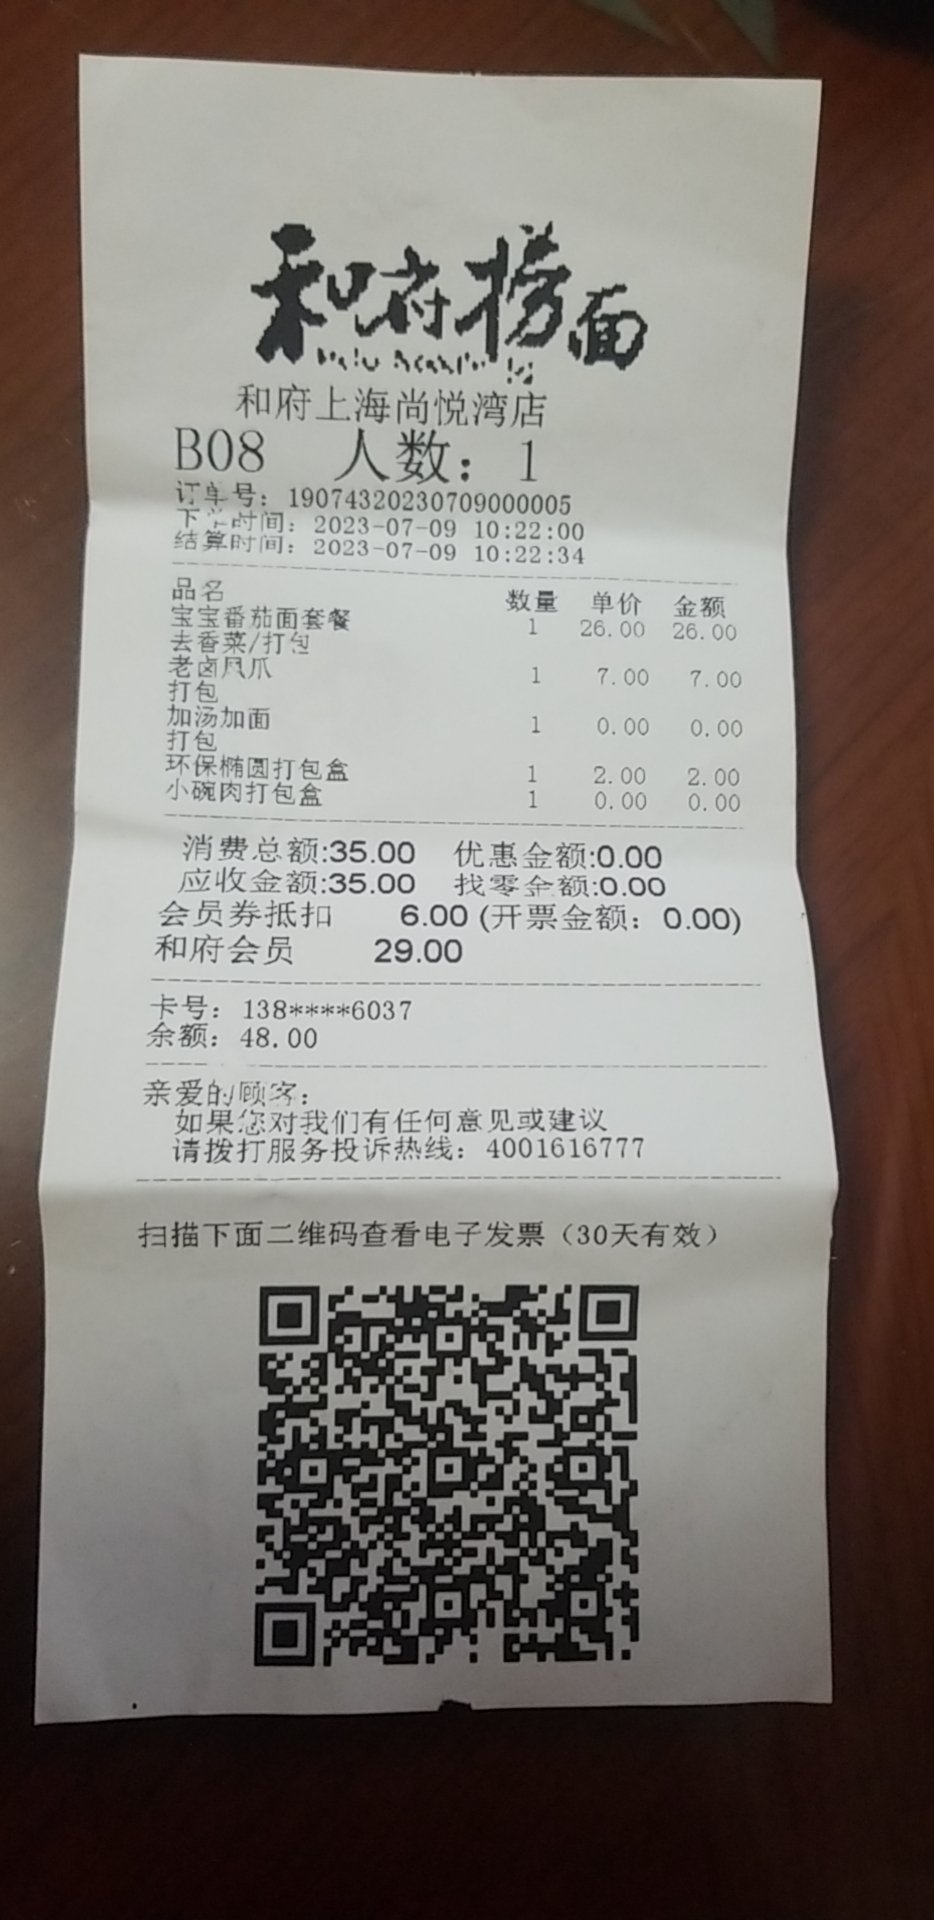 和府捞面
和府上海尚悦湾店
B08 人数：1
订单号：19074320230709000005
下单时间：2023-07-09 10:22:00
结算时间：2023-07-09 10:22:34
品名 数量 单价 金额
宝宝番茄面套餐 1 26.00 26.00
去香菜/打包
老卤凤爪 1 7.00 7.00
打包
加汤加面 1 0.00 0.00
打包
环保椭圆打包盒 1 2.00 2.00
小碗肉打包盒 1 0.00 0.00
消费总额:35.00 优惠金额:0.00
应收金额:35.00 找零金额:0.00
会员券抵扣 6.00 (开票金额：0.00)
和府会员 29.00
卡号：138****6037
余额：48.00
亲爱的顾客：
如果您对我们有任何意见或建议
请拨打服务投诉热线：4001616777
扫描下面二维码查看电子发票（30天有效）